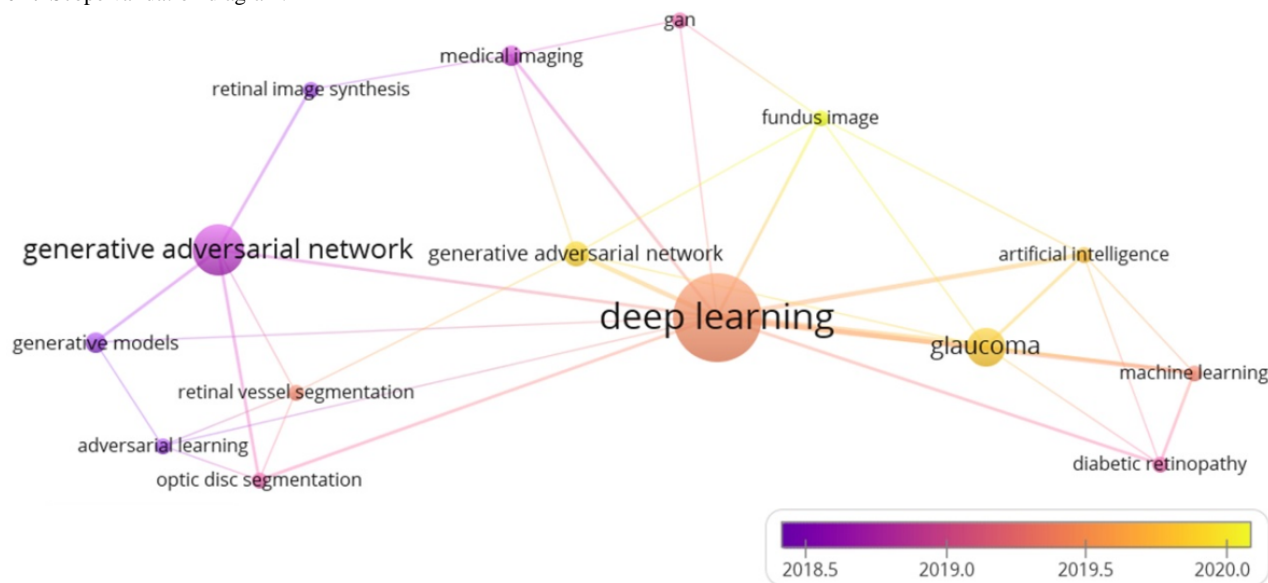 gan
medical imaging
retinal image synthesis
fundus image
generative adversarial network
generative adversarial network
artificial intelligence
deep learning
generative models
glaucoma
machine learning
retinal vessel segmentation
adversarial learning
diabetic retinopathy
optic disc segmentation
2018.5 2019.0 2019.5 2020.0